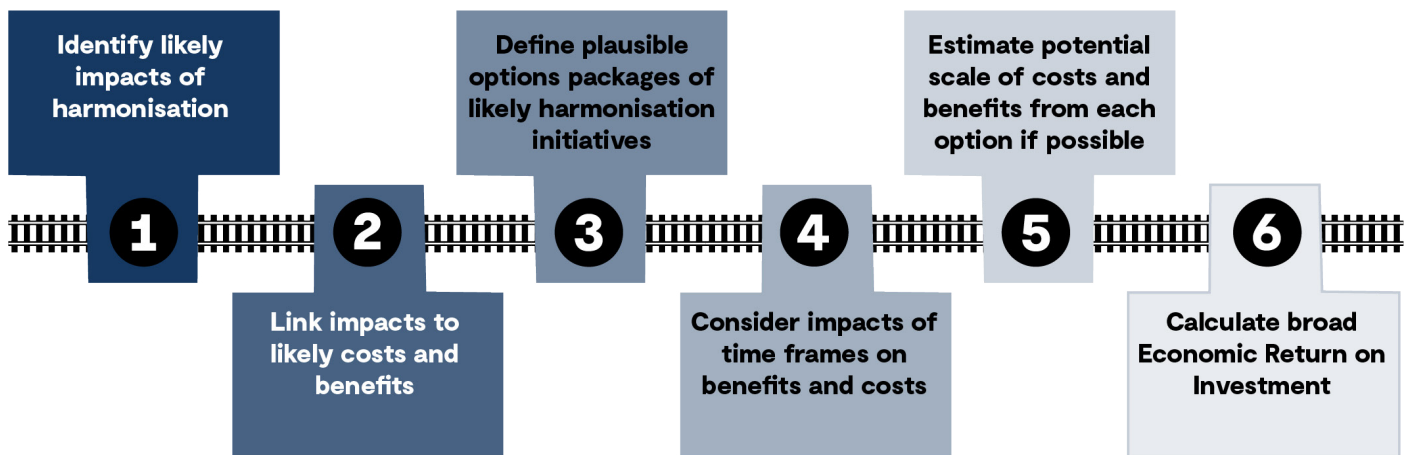 Identify likely
impacts of
harmonisation
1
2
Link impacts to
likely costs and
benefits
Define plausible
options packages of
likely harmonisation
initiatives
3
4
Consider impacts of
time frames on
benefits and costs
Estimate potential
scale of costs and
benefits from each
option if possible
5
6
Calculate broad
Economic Return on
Investment